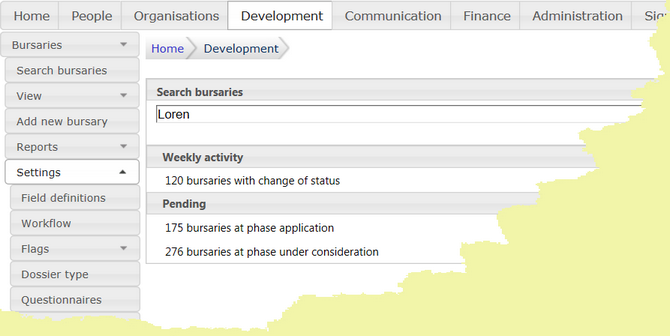 Home People Organisations Development Communication Finance Administration
Bursaries
Home Development
Search bursaries
View
Add new bursary
Reports
Settings
Field definitions
Workflow
Flags
Dossier type
Questionnaires
Search bursaries
Loren
Weekly activity
120 bursaries with change of status
Pending
175 bursaries at phase application
276 bursaries at phase under consideration